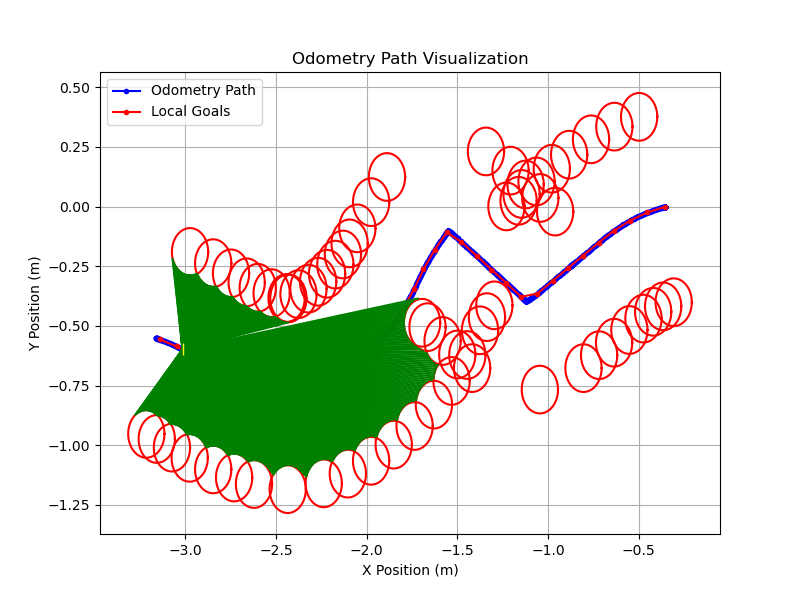 Odometry Path Visualization
Odometry Path
Local Goals
Y Position (m)
0.50
0.25
0.00
−0.25
−0.50
−0.75
−1.00
−1.25
−3.0 −2.5 −2.0 −1.5 −1.0 −0.5
X Position (m)